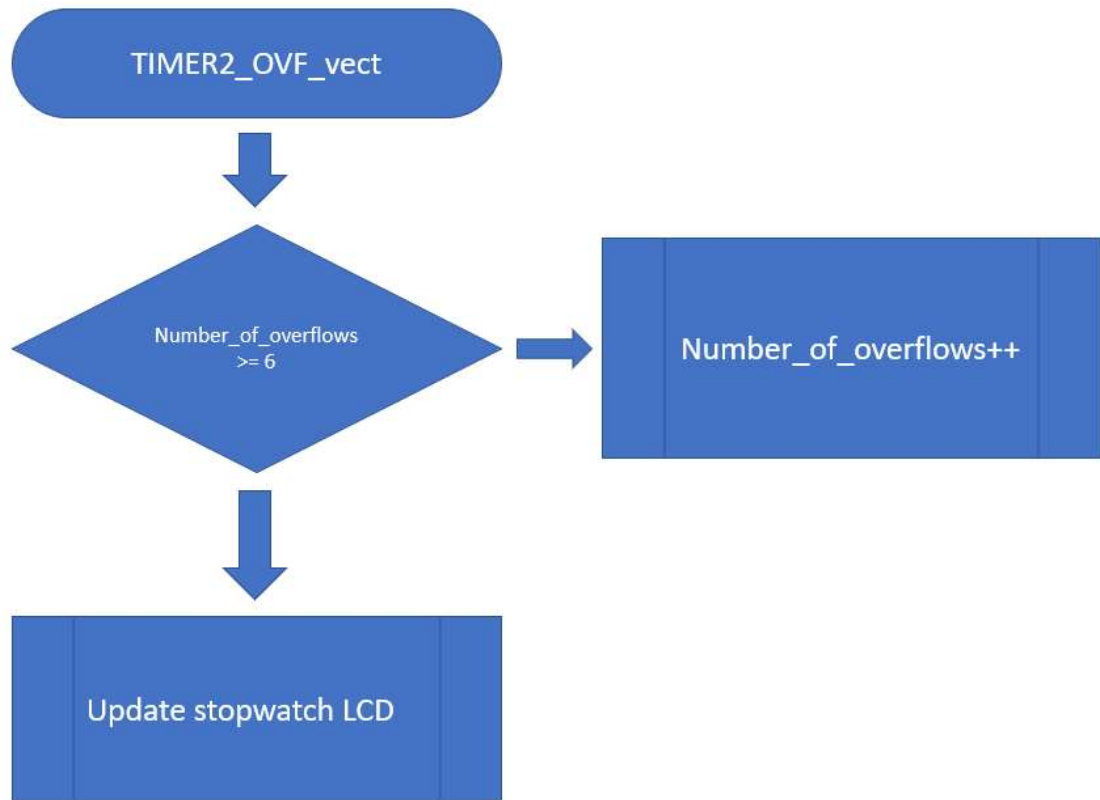 TIMER2_OVF_vect
Number_of_overflows
>= 6
Number_of_overflows++
Update stopwatch LCD